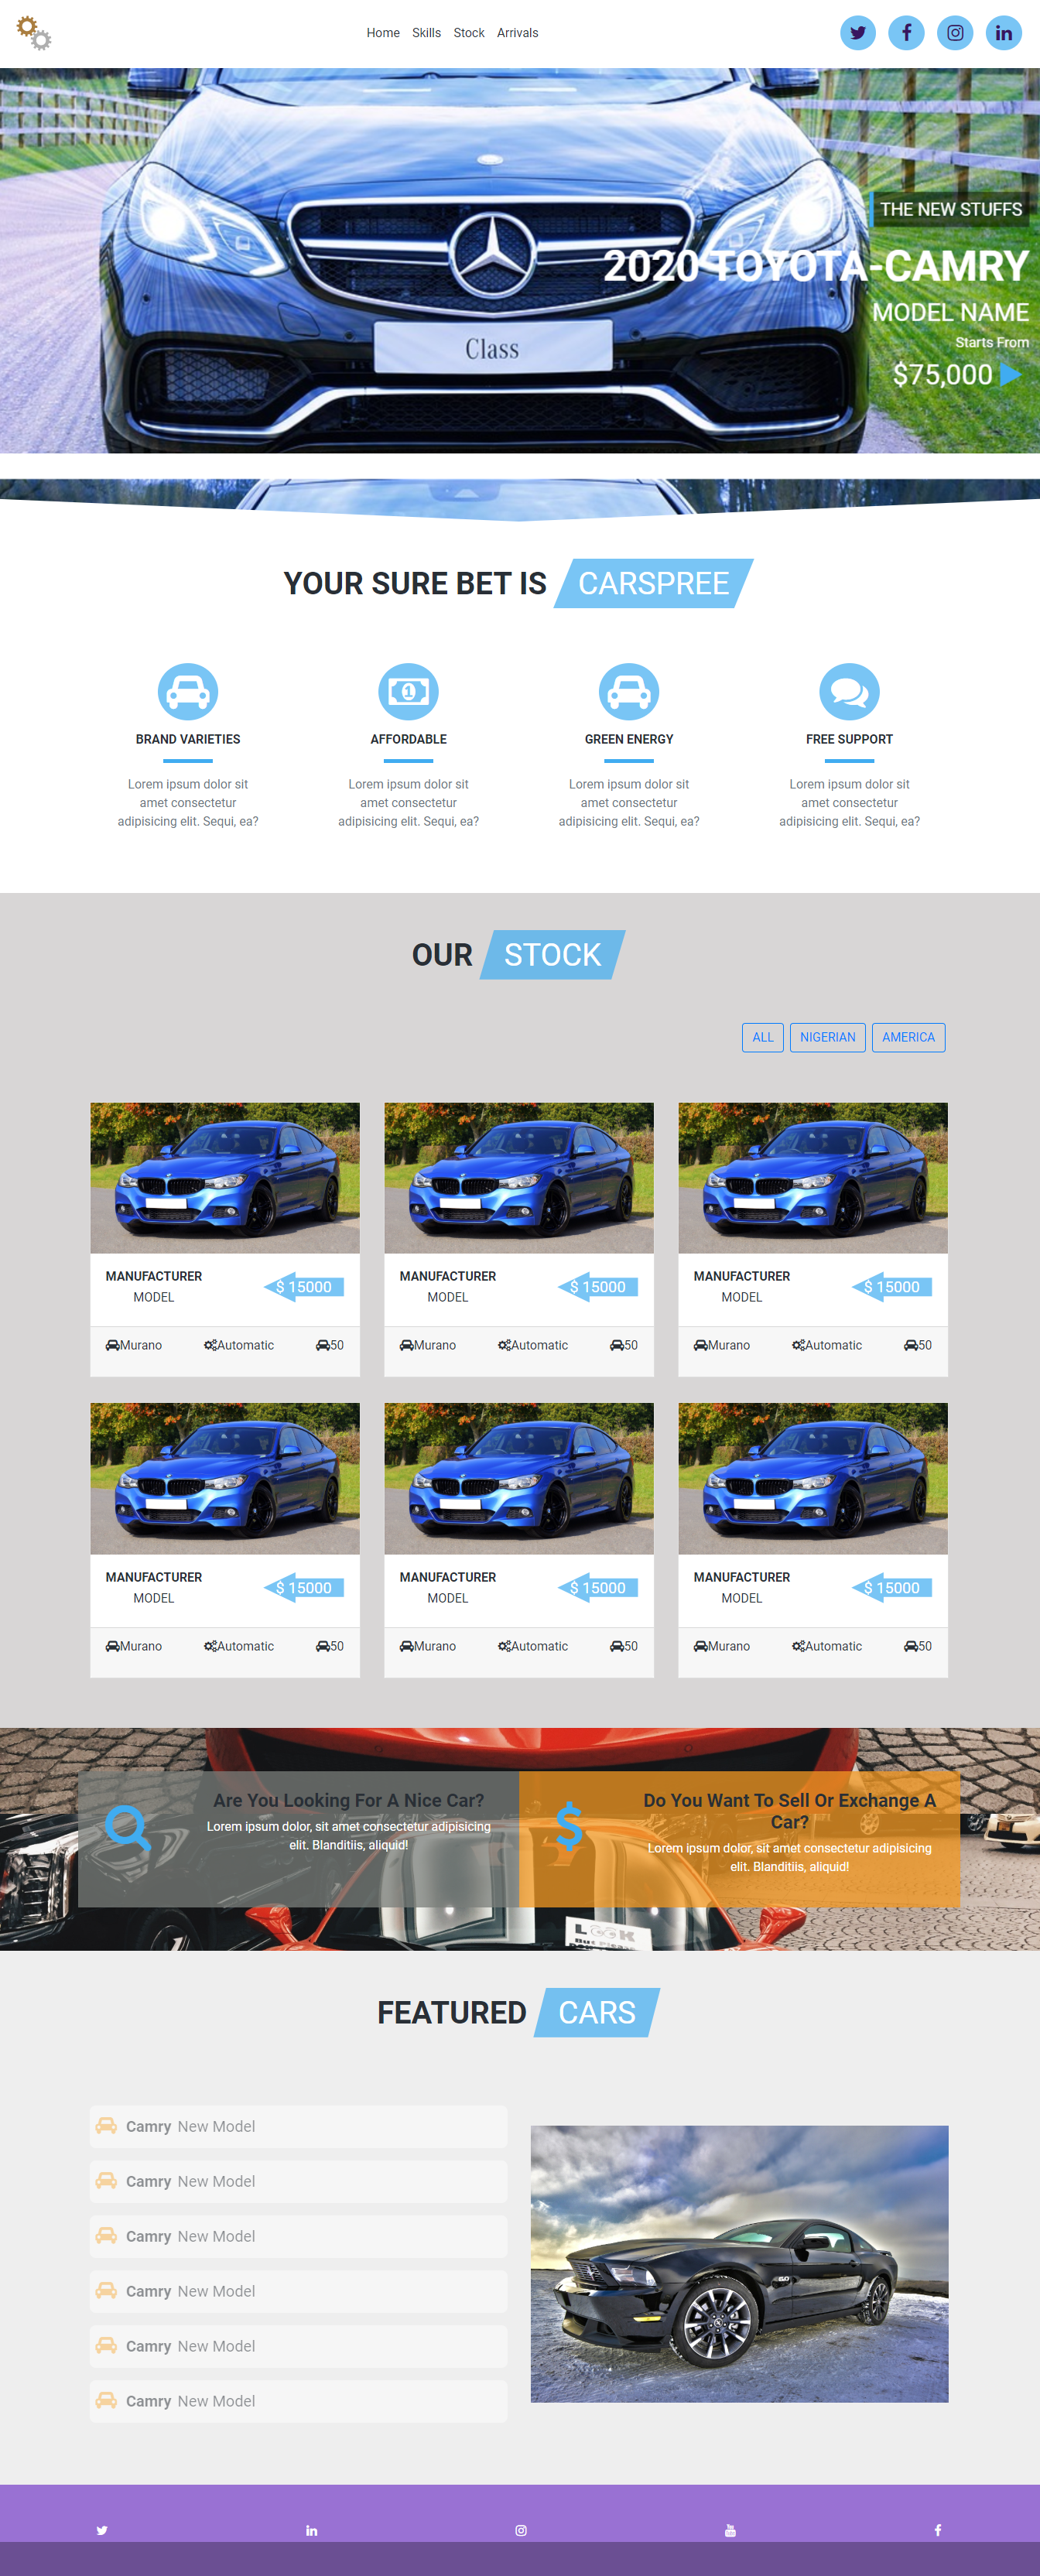 Home Skills Stock Arrivals
THE NEW STUFFS
2020 TOYOTA-CAMRY
MODEL NAME
Starts From
$75,000
Class
YOUR SURE BET IS CARSPREE
BRAND VARIETIES
Lorem ipsum dolor sit
amet consectetur
adipisicing elit. Sequi, ea?
AFFORDABLE
Lorem ipsum dolor sit
amet consectetur
adipisicing elit. Sequi, ea?
GREEN ENERGY
Lorem ipsum dolor sit
amet consectetur
adipisicing elit. Sequi, ea?
FREE SUPPORT
Lorem ipsum dolor sit
amet consectetur
adipisicing elit. Sequi, ea?
OUR STOCK
ALL NIGERIAN AMERICA
MANUFACTURER
MODEL
$ 15000
Murano Automatic 50
MANUFACTURER
MODEL
$ 15000
Murano Automatic 50
MANUFACTURER
MODEL
$ 15000
Murano Automatic 50
MANUFACTURER
MODEL
$ 15000
Murano Automatic 50
MANUFACTURER
MODEL
$ 15000
Murano Automatic 50
MANUFACTURER
MODEL
$ 15000
Murano Automatic 50
Are You Looking For A Nice Car?
Lorem ipsum dolor, sit amet consectetur adipisicing
elit. Blanditiis, aliquid!
Do You Want To Sell Or Exchange A
Car?
Lorem ipsum dolor, sit amet consectetur adipisicing
elit. Blanditiis, aliquid!
LOOK
But Please
FEATURED CARS
Camry New Model
Camry New Model
Camry New Model
Camry New Model
Camry New Model
Camry New Model